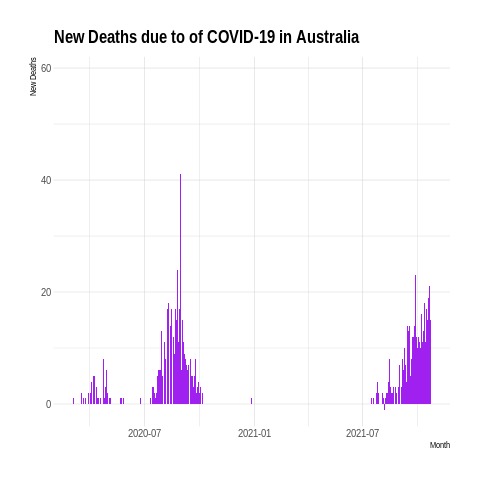 New Deaths due to of COVID-19 in Australia
New Deaths
60
40
20
0
2020-07
2021-01
2021-07
Month